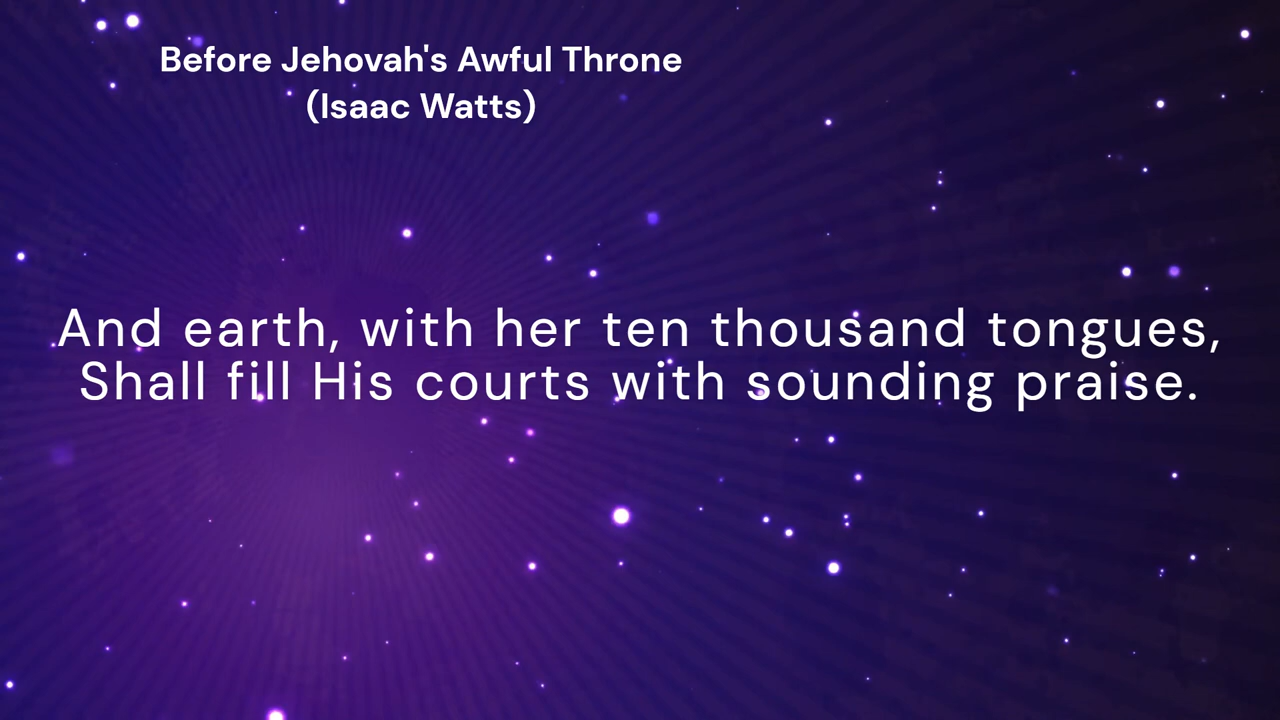 Before Jehovah's Awful Throne
(Isaac Watts)
And earth, with her ten thousand tongues,
Shall fill His courts with sounding praise.